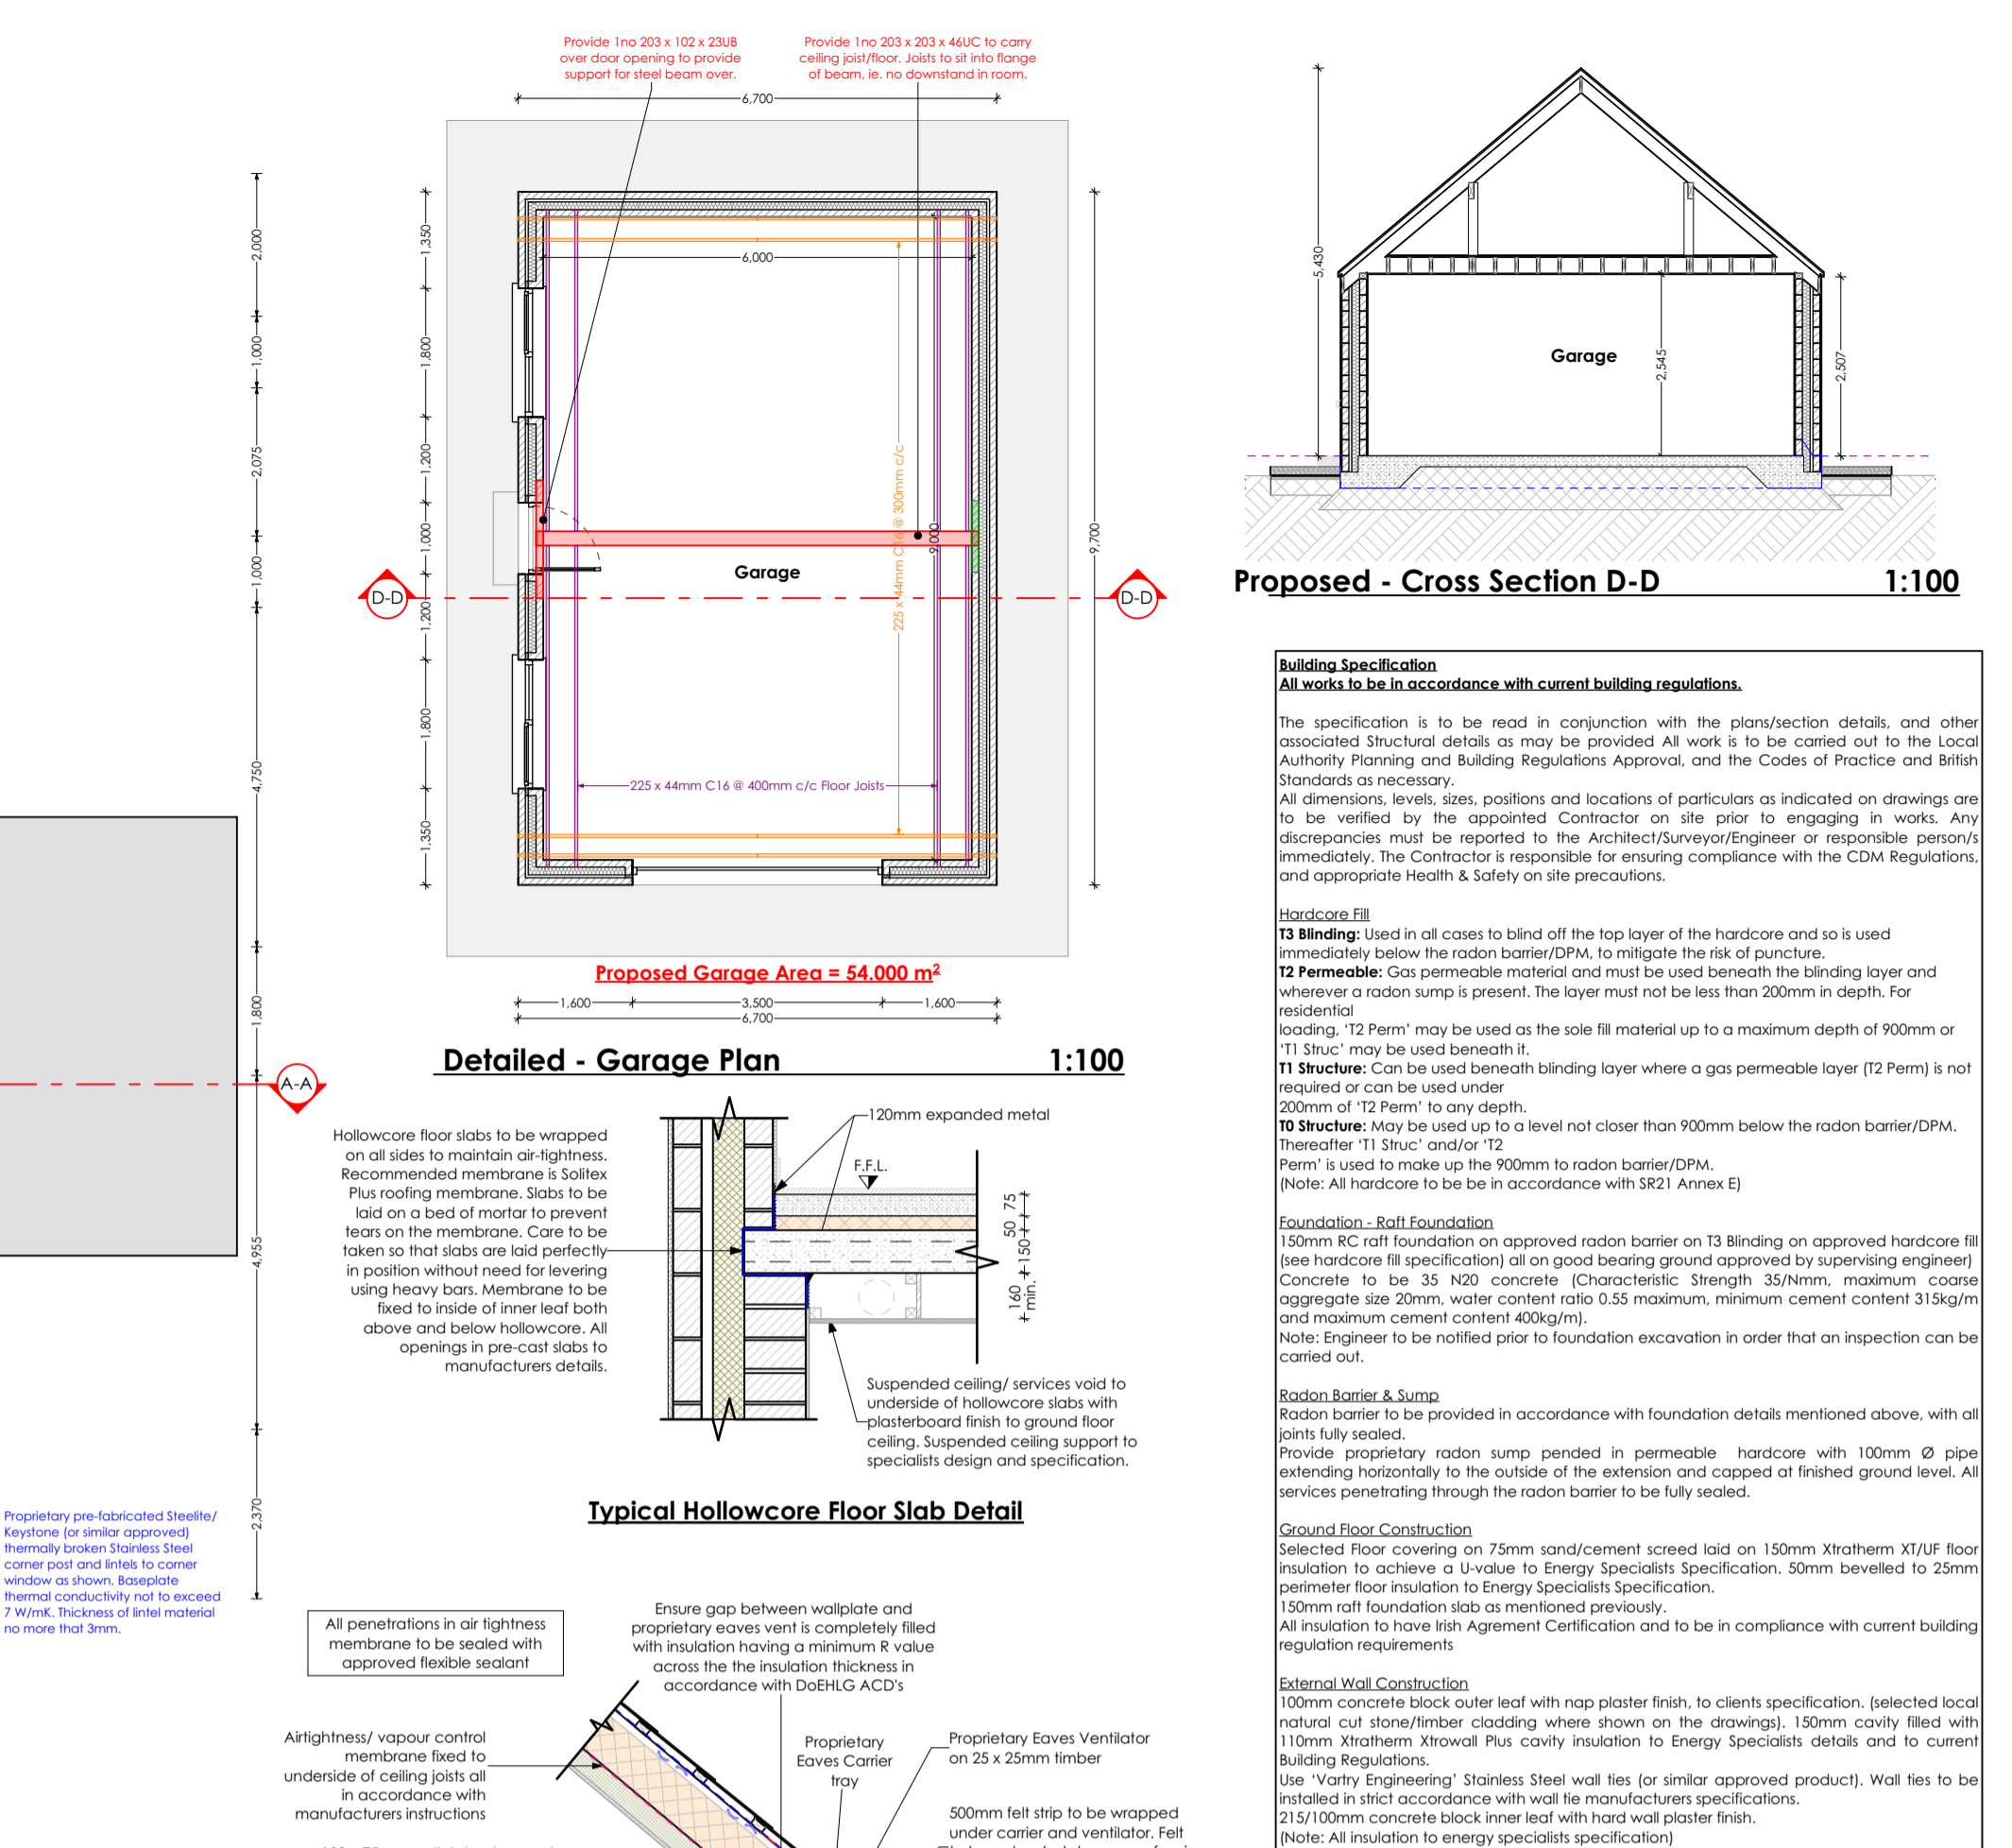 Provide 1no 203 x 102 x 23UB
over door opening to provide
support for steel beam over.
Provide 1no 203 x 203 x 46UC to carry
ceiling joist/floor. Joists to sit into flange
of beam, ie. no downstand in room.
6,700
2,000
1,000
2,075
1,000
4,750
1,800
4,955
2,370
1,350
1,800
1,200
1,000
1,200
1,800
1,350
6,000
225 x 44mm C16 @ 300mm c/c
9,000
9,700
Garage
D-D
D-D
225 x 44mm C16 @ 400mm c/c Floor Joists
Proposed Garage Area = 54.000 m²
1,600
3,500
1,600
6,700
Detailed - Garage Plan 1:100
A-A
5,430
Garage
2,545
2,507
Proposed - Cross Section D-D 1:100
Hollowcore floor slabs to be wrapped
on all sides to maintain air-tightness.
Recommended membrane is Solitex
Plus roofing membrane. Slabs to be
laid on a bed of mortar to prevent
tears on the membrane. Care to be
taken so that slabs are laid perfectly
in position without need for levering
using heavy bars. Membrane to be
fixed to inside of inner leaf both
above and below hollowcore. All
openings in pre-cast slabs to
manufacturers details.
120mm expanded metal
F.F.L.
75
50
150
160
min.
Suspended ceiling/ services void to
underside of hollowcore slabs with
plasterboard finish to ground floor
ceiling. Suspended ceiling support to
specialists design and specification.
Typical Hollowcore Floor Slab Detail
Proprietary pre-fabricated Steelite/
Keystone (or similar approved)
thermally broken Stainless Steel
corner post and lintels to corner
window as shown. Baseplate
thermal conductivity not to exceed
7 W/mK. Thickness of lintel material
no more that 3mm.
All penetrations in air tightness
membrane to be sealed with
approved flexible sealant
Ensure gap between wallplate and
proprietary eaves vent is completely filled
with insulation having a minimum R value
across the the insulation thickness in
accordance with DoEHLG ACD's
Airtightness/ vapour control
membrane fixed to
underside of ceiling joists all
in accordance with
manufacturers instructions
Proprietary
Eaves Carrier
tray
Proprietary Eaves Ventilator
on 25 x 25mm timber
500mm felt strip to be wrapped
under carrier and ventilator. Felt
Building Specification
All works to be in accordance with current building regulations.
The specification is to be read in conjunction with the plans/section details, and other
associated Structural details as may be provided All work is to be carried out to the Local
Authority Planning and Building Regulations Approval, and the Codes of Practice and British
Standards as necessary.
All dimensions, levels, sizes, positions and locations of particulars as indicated on drawings are
to be verified by the appointed Contractor on site prior to engaging in works. Any
discrepancies must be reported to the Architect/Surveyor/Engineer or responsible person/s
immediately. The Contractor is responsible for ensuring compliance with the CDM Regulations,
and appropriate Health & Safety on site precautions.
Hardcore Fill
T3 Blinding: Used in all cases to blind off the top layer of the hardcore and so is used
immediately below the radon barrier/DPM, to mitigate the risk of puncture.
T2 Permeable: Gas permeable material and must be used beneath the blinding layer and
wherever a radon sump is present. The layer must not be less than 200mm in depth. For
residential
loading, ‘T2 Perm’ may be used as the sole fill material up to a maximum depth of 900mm or
‘T1 Struc’ may be used beneath it.
T1 Structure: Can be used beneath blinding layer where a gas permeable layer (T2 Perm) is not
required or can be used under
200mm of ‘T2 Perm’ to any depth.
T0 Structure: May be used up to a level not closer than 900mm below the radon barrier/DPM.
Thereafter ‘T1 Struc’ and/or ‘T2
Perm’ is used to make up the 900mm to radon barrier/DPM.
(Note: All hardcore to be be in accordance with SR21 Annex E)
Foundation - Raft Foundation
150mm RC raft foundation on approved radon barrier on T3 Blinding on approved hardcore fill
(see hardcore fill specification) all on good bearing ground approved by supervising engineer)
Concrete to be 35 N20 concrete (Characteristic Strength 35/Nmm, maximum coarse
aggregate size 20mm, water content ratio 0.55 maximum, minimum cement content 315kg/m
and maximum cement content 400kg/m).
Note: Engineer to be notified prior to foundation excavation in order that an inspection can be
carried out.
Radon Barrier & Sump
Radon barrier to be provided in accordance with foundation details mentioned above, with all
joints fully sealed.
Provide proprietary radon sump pended in permeable hardcore with 100mm Ø pipe
extending horizontally to the outside of the extension and capped at finished ground level. All
services penetrating through the radon barrier to be fully sealed.
Ground Floor Construction
Selected Floor covering on 75mm sand/cement screed laid on 150mm Xtratherm XT/UF floor
insulation to achieve a U-value to Energy Specialists Specification. 50mm bevelled to 25mm
perimeter floor insulation to Energy Specialists Specification.
150mm raft foundation slab as mentioned previously.
All insulation to have Irish Agrement Certification and to be in compliance with current building
regulation requirements
External Wall Construction
100mm concrete block outer leaf with nap plaster finish, to clients specification. (selected local
natural cut stone/timber cladding where shown on the drawings). 150mm cavity filled with
110mm Xtratherm Xtrowall Plus cavity insulation to Energy Specialists details and to current
Building Regulations.
Use ‘Vartry Engineering’ Stainless Steel wall ties (or similar approved product). Wall ties to be
installed in strict accordance with wall tie manufacturers specifications.
215/100mm concrete block inner leaf with hard wall plaster finish.
(Note: All insulation to energy specialists specification)